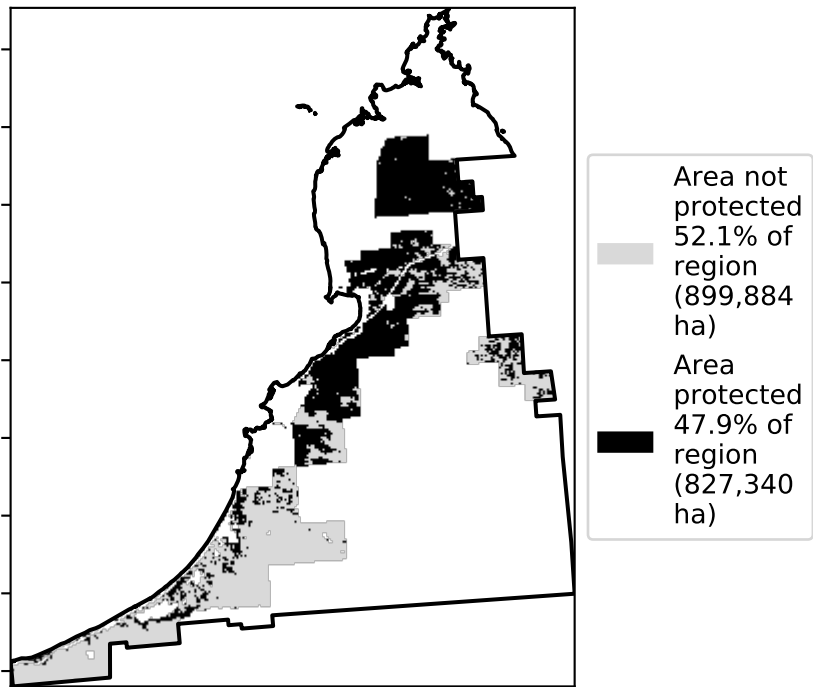 Area not
protected
52.1% of
region
(899,884
ha)
Area
protected
47.9% of
region
(827,340
ha)